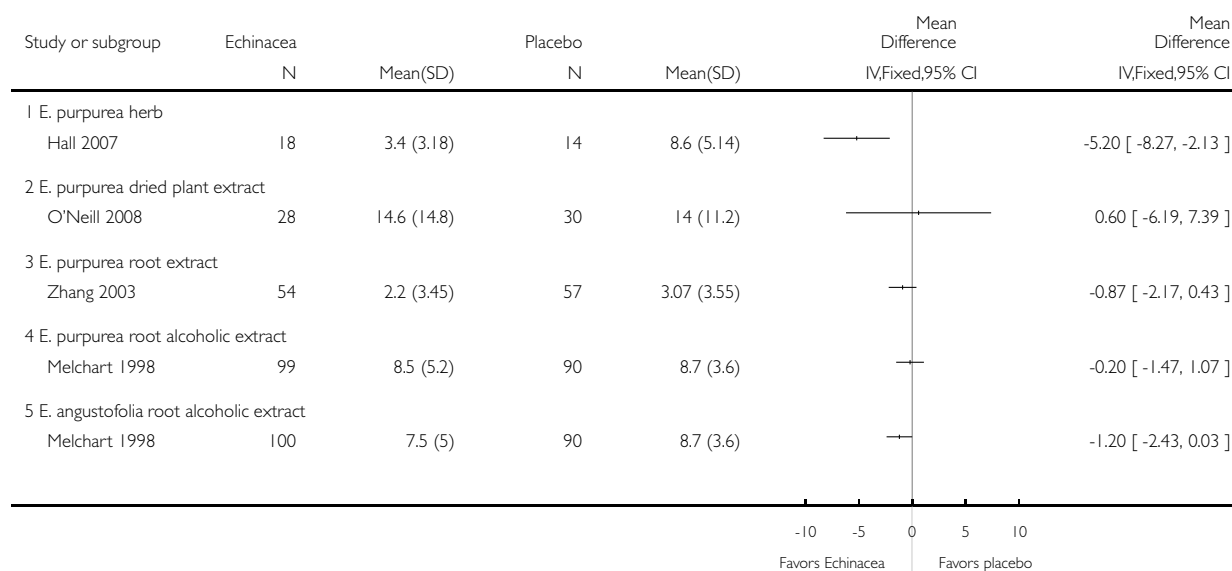 Mean Mean
Study or subgroup Echinacea Placebo Difference Difference
N Mean(SD) N Mean(SD) IV,Fixed,95% CI IV,Fixed,95% CI
1 E. purpurea herb
Hall 2007 18 3.4 (3.18) 14 8.6 (5.14) -5.20 [ -8.27, -2.13 ]
2 E. purpurea dried plant extract
O'Neill 2008 28 14.6 (14.8) 30 14 (11.2) 0.60 [ -6.19, 7.39 ]
3 E. purpurea root extract
Zhang 2003 54 2.2 (3.45) 57 3.07 (3.55) -0.87 [ -2.17, 0.43 ]
4 E. purpurea root alcoholic extract
Melchart 1998 99 8.5 (5.2) 90 8.7 (3.6) -0.20 [ -1.47, 1.07 ]
5 E. angustofolia root alcoholic extract
Melchart 1998 100 7.5 (5) 90 8.7 (3.6) -1.20 [ -2.43, 0.03 ]
-10 -5 0 5 10
Favors Echinacea Favors placebo